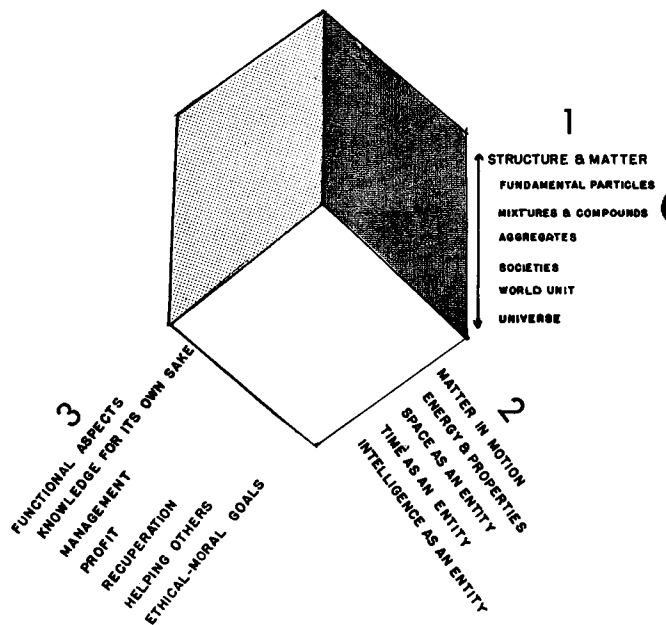 1
STRUCTURE & MATTER
FUNDAMENTAL PARTICLES
MIXTURES & COMPOUNDS
AGGREGATES
SOCIETIES
WORLD UNIT
UNIVERSE
2
MATTER IN MOTION
ENERGY & PROPERTIES
SPACE AS AN ENTITY
TIME AS AN ENTITY
INTELLIGENCE AS AN ENTITY
3
FUNCTIONAL ASPECTS
KNOWLEDGE FOR ITS OWN SAKE
MANAGEMENT
PROFIT
RECUPERATION
HELPING OTHERS
ETHICAL-MORAL GOALS